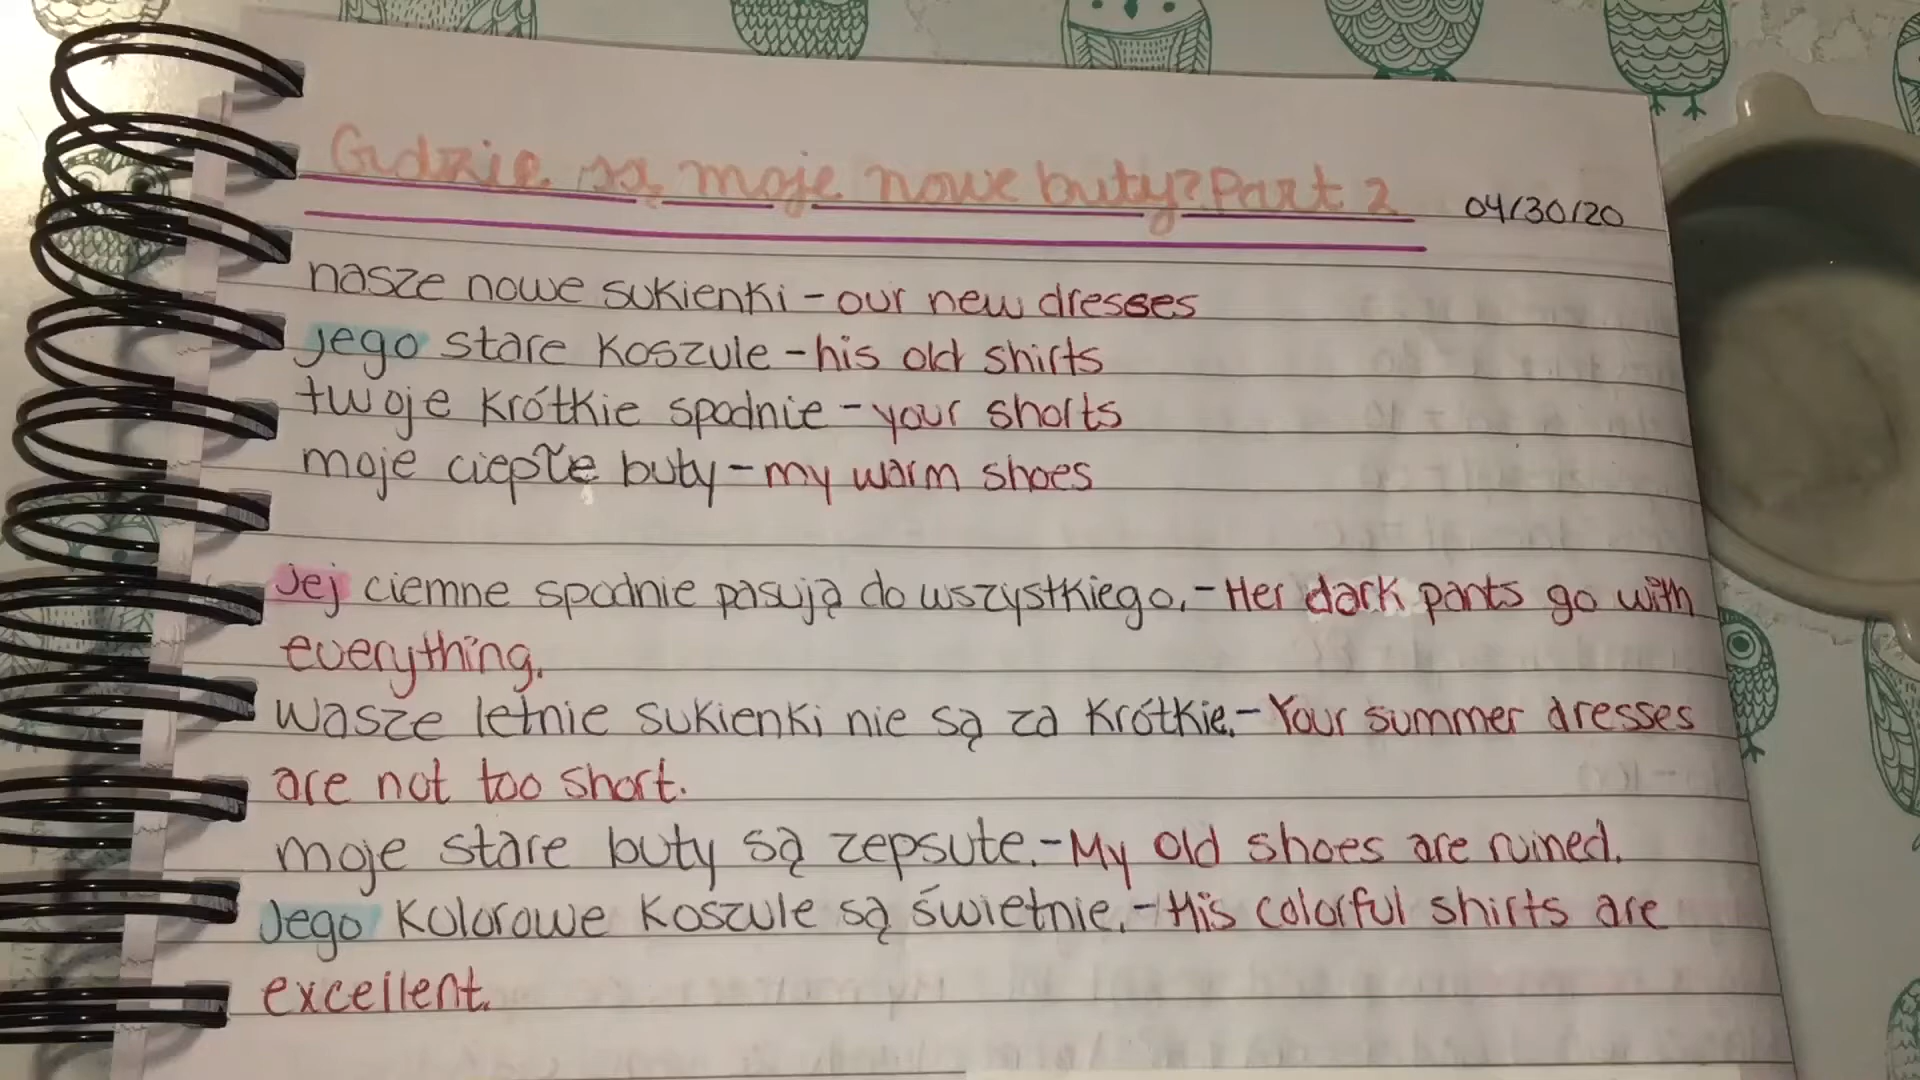 Gdzie są moje nowe buty? Part 2 04/30/20
nasze nowe sukienki - our new dresses
jego stare koszule - his old shirts
twoje krótkie spodnie - your shorts
moje ciepłe buty - my warm shoes
Jej ciemne spodnie pasują do wszystkiego. - Her dark pants go with
everything.
Wasze letnie sukienki nie są za krótkie. - Your summer dresses
are not too short.
moje stare buty są zepsute. - My old shoes are ruined.
Jego kolorowe koszule są świetnie. - His colorful shirts are
excellent.